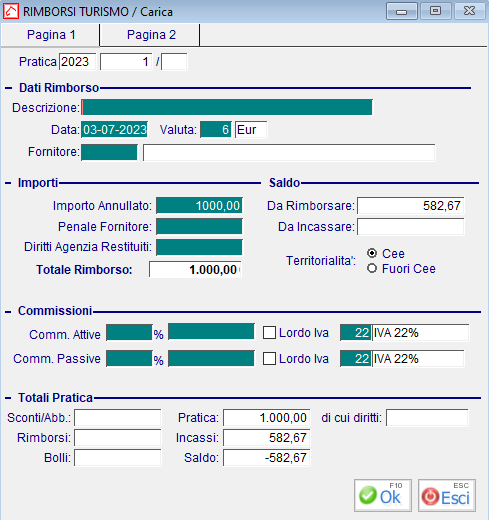 RIMBORSI TURISMO / Carica
Pagina 1 Pagina 2
Pratica 2023 1 /
Dati Rimborso
Descrizione:
Data: 03-07-2023 Valuta: 6 Eur
Fornitore:
Importi Saldo
Importo Annullato: 1000,00 Da Rimborsare: 582,67
Penale Fornitore: Da Incassare:
Diritti Agenzia Restituiti: Territorialita': Cee
Totale Rimborso: 1.000,00 Fuori Cee
Commissioni
Comm. Attive % Lordo Iva 22 IVA 22%
Comm. Passive % Lordo Iva 22 IVA 22%
Totali Pratica
Sconti/Abb.: Pratica: 1.000,00 di cui diritti:
Rimborsi: Incassi: 582,67
Bolli: Saldo: -582,67
F10 Ok ESC Esci